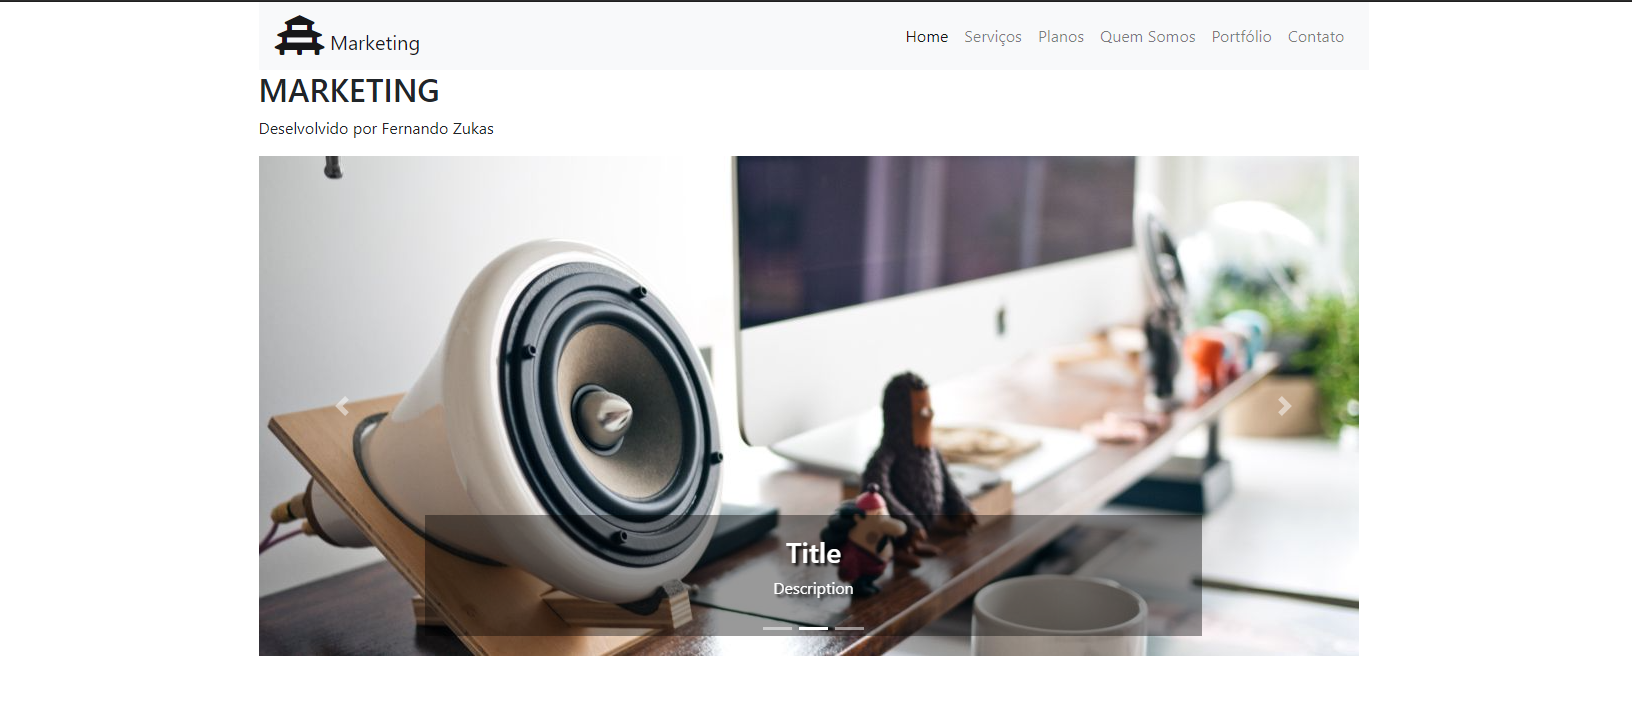 Marketing
Home Serviços Planos Quem Somos Portfólio Contato
MARKETING
Deselvolvido por Fernando Zukas
Title
Description